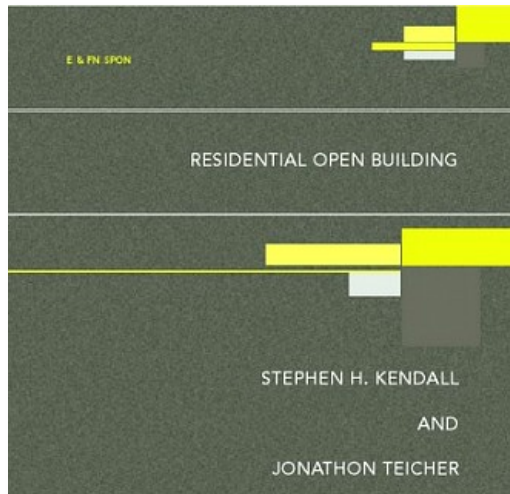 E & FN SPON
RESIDENTIAL OPEN BUILDING
STEPHEN H. KENDALL
AND
JONATHON TEICHER